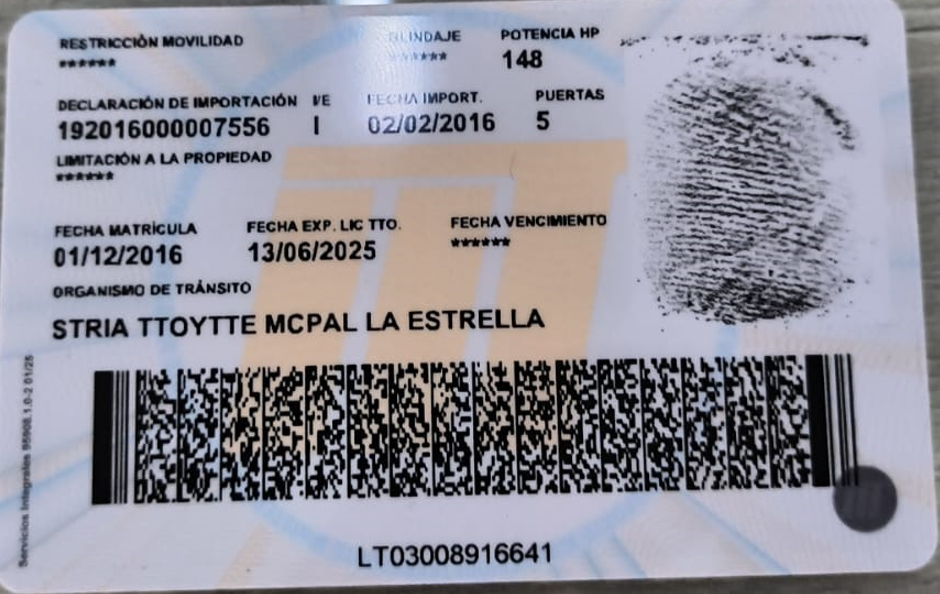 RESTRICCIÓN MOVILIDAD BLINDAJE POTENCIA HP
****** ****** 148
DECLARACIÓN DE IMPORTACIÓN I/E FECHA IMPORT. PUERTAS
192016000007556 I 02/02/2016 5
LIMITACIÓN A LA PROPIEDAD
******
FECHA MATRÍCULA FECHA EXP. LIC TTO. FECHA VENCIMIENTO
01/12/2016 13/06/2025 ******
ORGANISMO DE TRÁNSITO
STRIA TTOYTTE MCPAL LA ESTRELLA
LT03008916641
Servicios Integrales